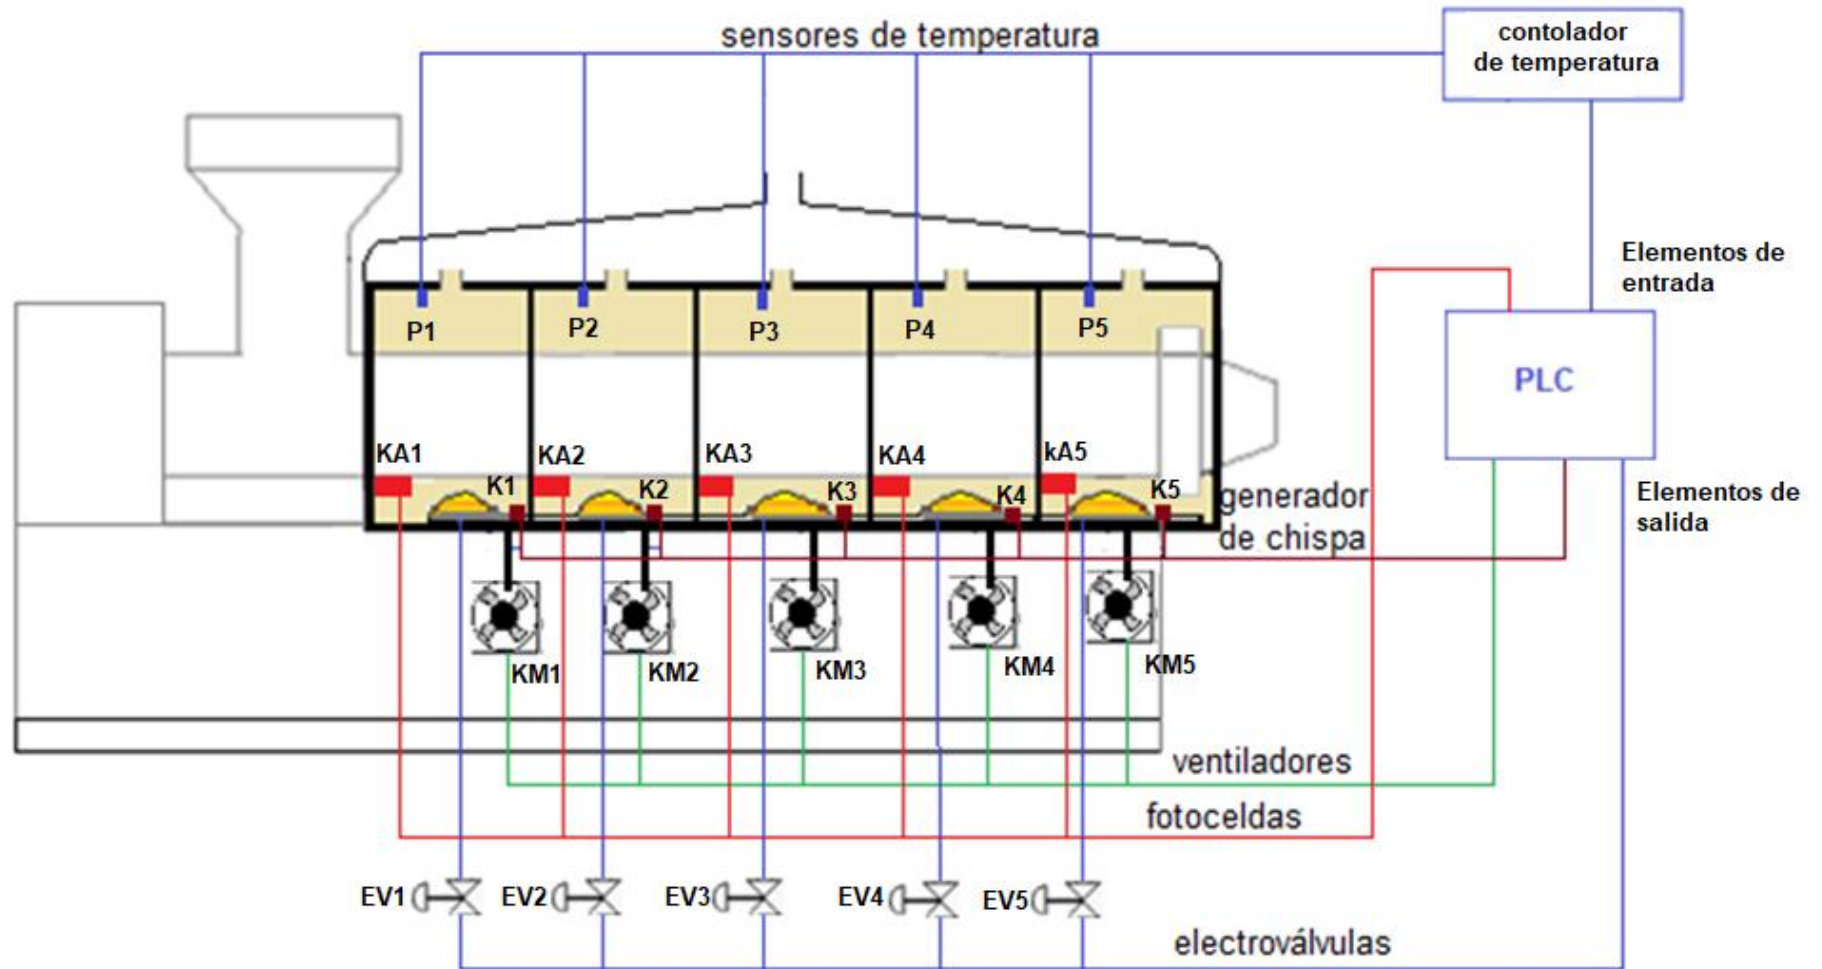 sensores de temperatura
contolador
de temperatura
Elementos de
entrada
P1
P2
P3
P4
P5
PLC
KA1
KA2
KA3
KA4
kA5
K1
K2
K3
K4
K5
generador
de chispa
Elementos de
salida
KM1
KM2
KM3
KM4
KM5
ventiladores
fotoceldas
EV1
EV2
EV3
EV4
EV5
electroválvulas